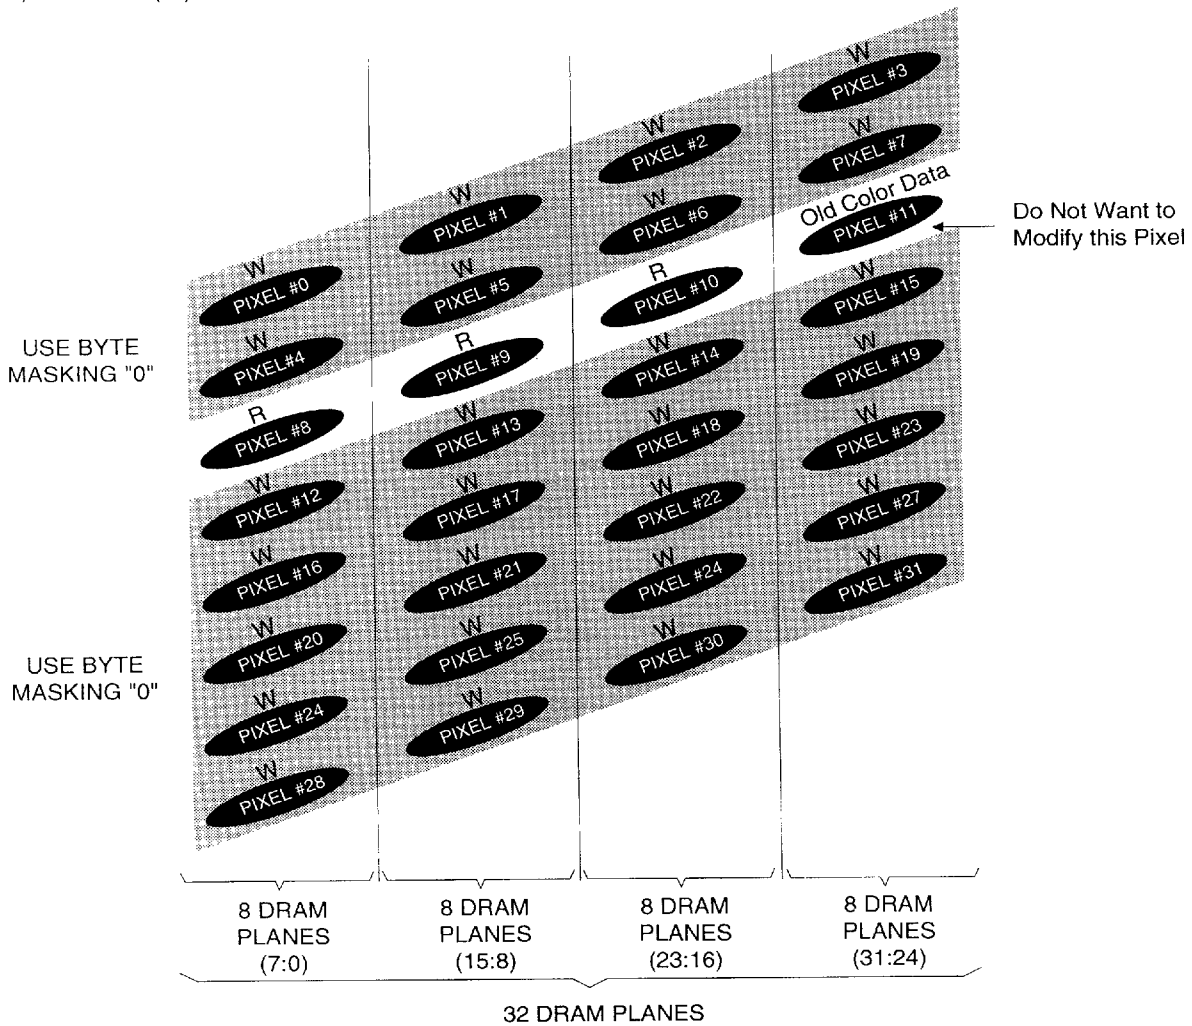 W
PIXEL #3
W
PIXEL #2
W
PIXEL #7
W
PIXEL #1
W
PIXEL #6
Old Color Data
PIXEL #11
Do Not Want to
Modify this Pixel
W
PIXEL #0
W
PIXEL #5
R
PIXEL #10
W
PIXEL #15
USE BYTE
MASKING "0"
W
PIXEL#4
R
PIXEL #9
W
PIXEL #14
W
PIXEL #19
R
PIXEL #8
W
PIXEL #13
W
PIXEL #18
W
PIXEL #23
W
PIXEL #12
W
PIXEL #17
W
PIXEL #22
W
PIXEL #27
W
PIXEL #16
W
PIXEL #21
W
PIXEL #24
W
PIXEL #31
USE BYTE
MASKING "0"
W
PIXEL #20
W
PIXEL #25
W
PIXEL #30
W
PIXEL #24
W
PIXEL #29
W
PIXEL #28
8 DRAM
PLANES
(7:0)
8 DRAM
PLANES
(15:8)
8 DRAM
PLANES
(23:16)
8 DRAM
PLANES
(31:24)
32 DRAM PLANES